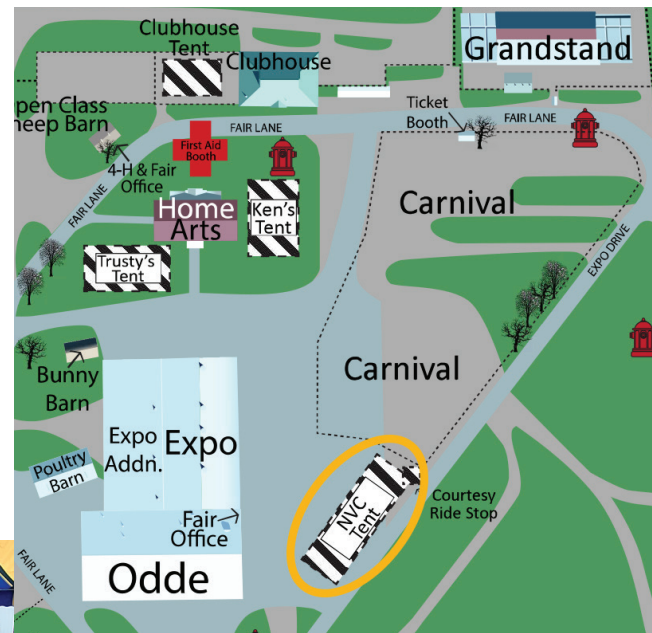 Clubhouse
Tent
Clubhouse
Grandstand
pen Class
heep Barn
Ticket
Booth
FAIR LANE
FAIR LANE
First Aid
Booth
4-H & Fair
Office
FAIR LANE
Home
Arts
Ken's
Tent
Carnival
Trusty's
Tent
EXPO DRIVE
Bunny
Barn
Carnival
Expo
Addn.
Expo
Poultry
Barn
NVC
Tent
Courtesy
Ride Stop
Fair
Office
FAIR LANE
Odde